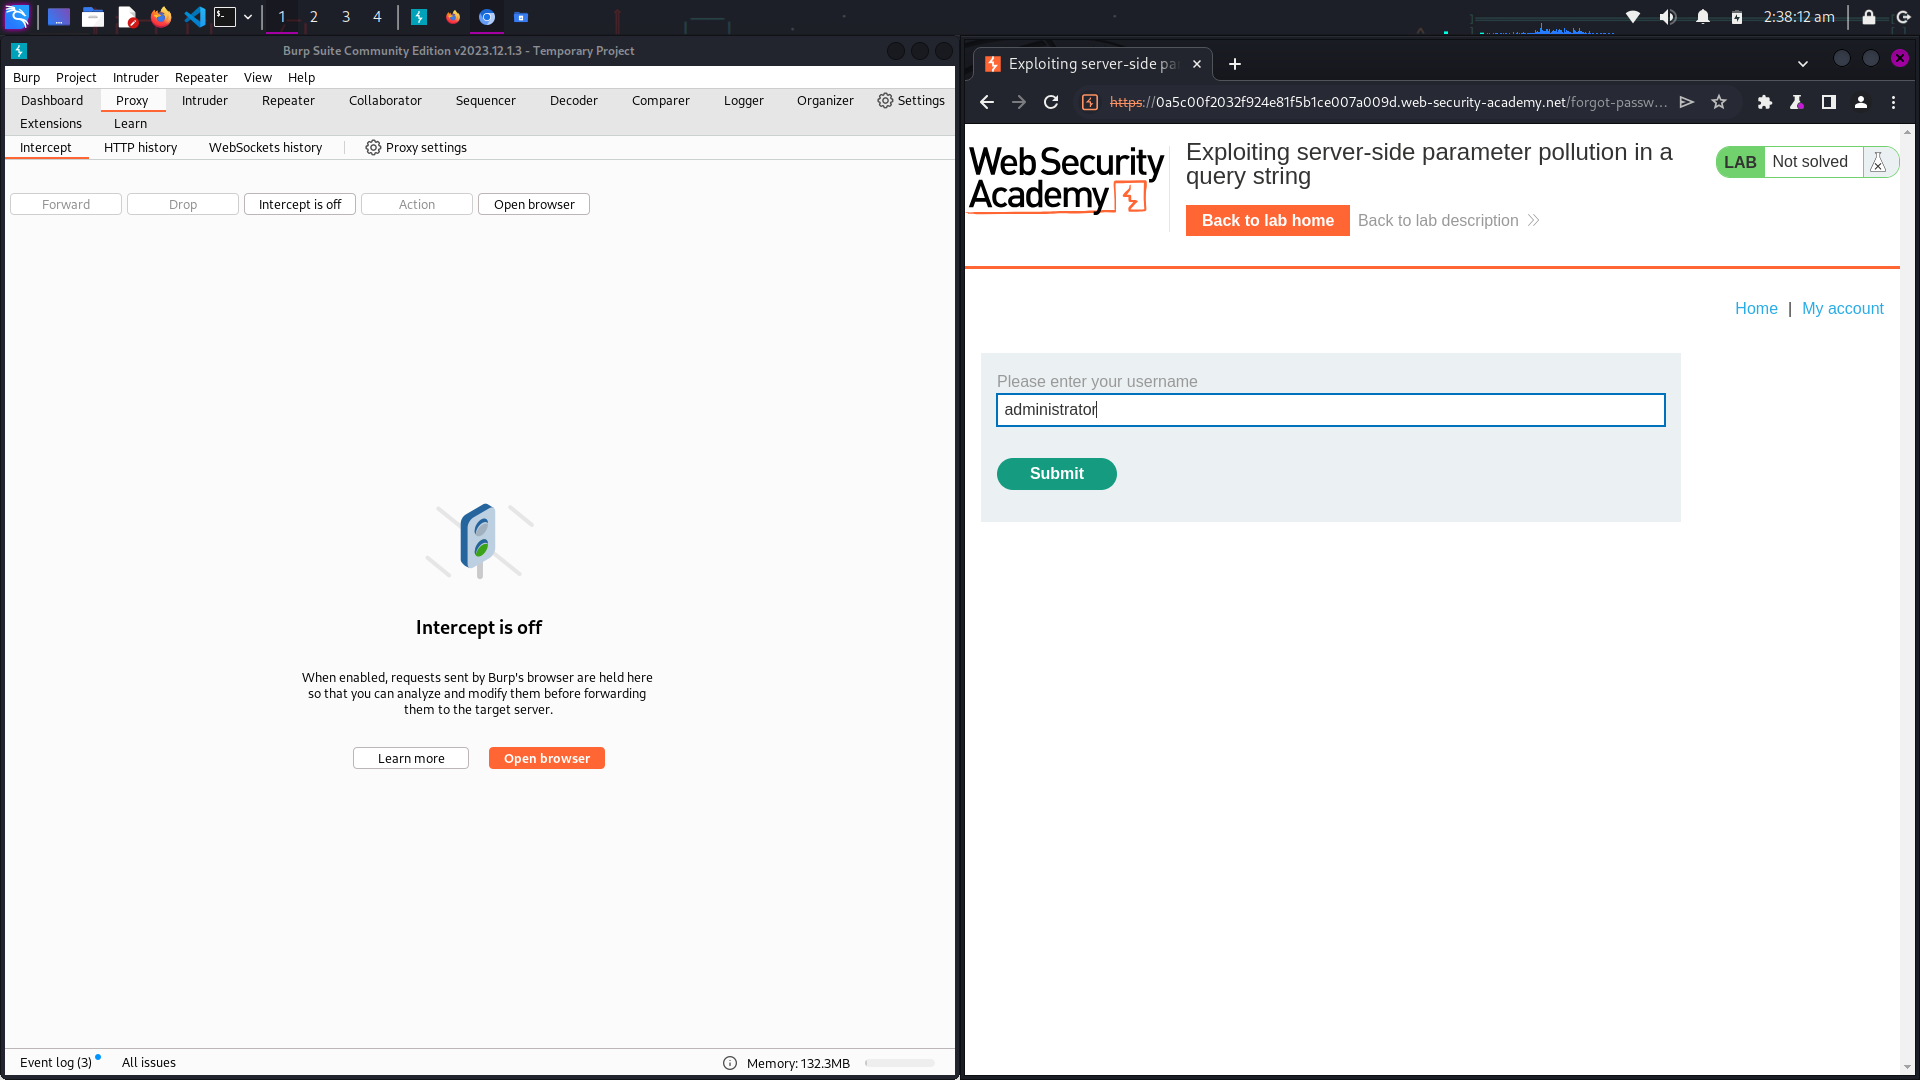 1 2 3 4
2:38:12 am
Burp Suite Community Edition v2023.12.1.3 - Temporary Project
Burp Project Intruder Repeater View Help
Dashboard Proxy Intruder Repeater Collaborator Sequencer Decoder Comparer Logger Organizer Settings
Extensions Learn
Intercept HTTP history WebSockets history Proxy settings
Forward Drop Intercept is off Action Open browser
Intercept is off
When enabled, requests sent by Burp's browser are held here
so that you can analyze and modify them before forwarding
them to the target server.
Learn more Open browser
Event log (3) All issues Memory: 132.3MB
Exploiting server-side pa
https://0a5c00f2032f924e81f5b1ce007a009d.web-security-academy.net/forgot-passw...
Web Security
Academy
Exploiting server-side parameter pollution in a
query string
LAB Not solved
Back to lab home Back to lab description
Home | My account
Please enter your username
administrator
Submit